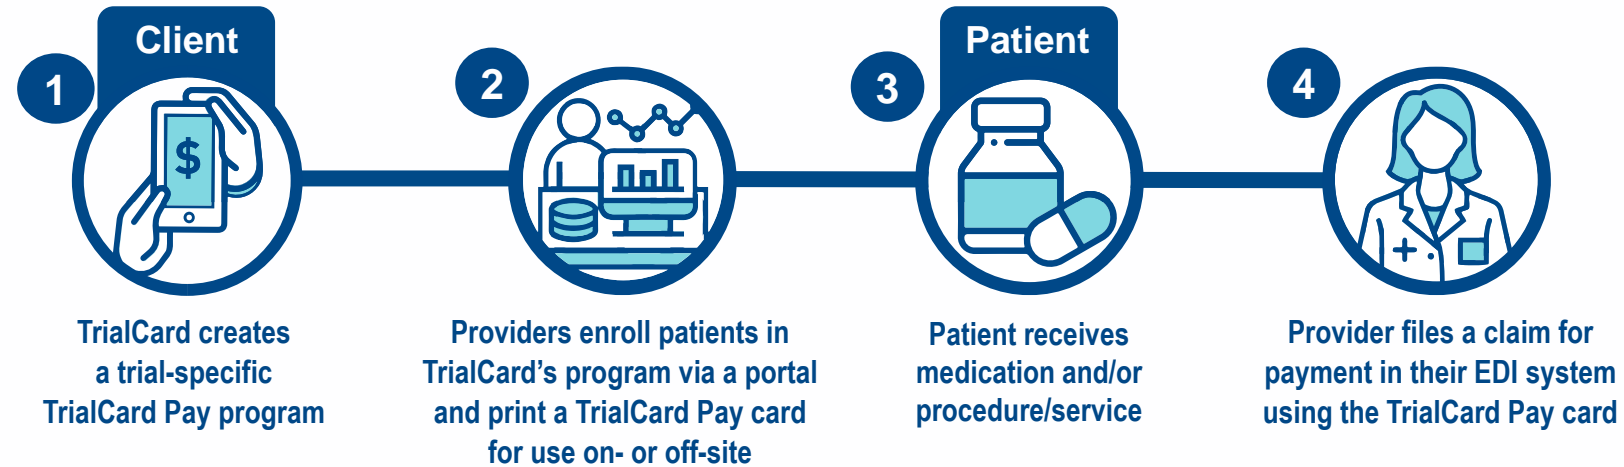 Client
1
$
TrialCard creates
a trial-specific
TrialCard Pay program
2
Providers enroll patients in
TrialCard's program via a portal
and print a TrialCard Pay card
for use on- or off-site
Patient
3
Patient receives
medication and/or
procedure/service
4
Provider files a claim for
payment in their EDI system
using the TrialCard Pay card